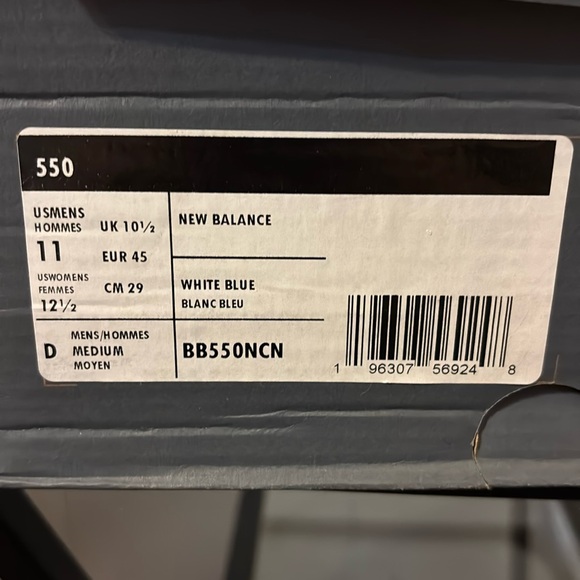 550
USMENS
HOMMES
11
UK 10½
EUR 45
USWOMENS
FEMMES
12½
CM 29
NEW BALANCE
WHITE BLUE
BLANC BLEU
D
MENS/HOMMES
MEDIUM
MOYEN
BB550NCN
1 96307 56924 8